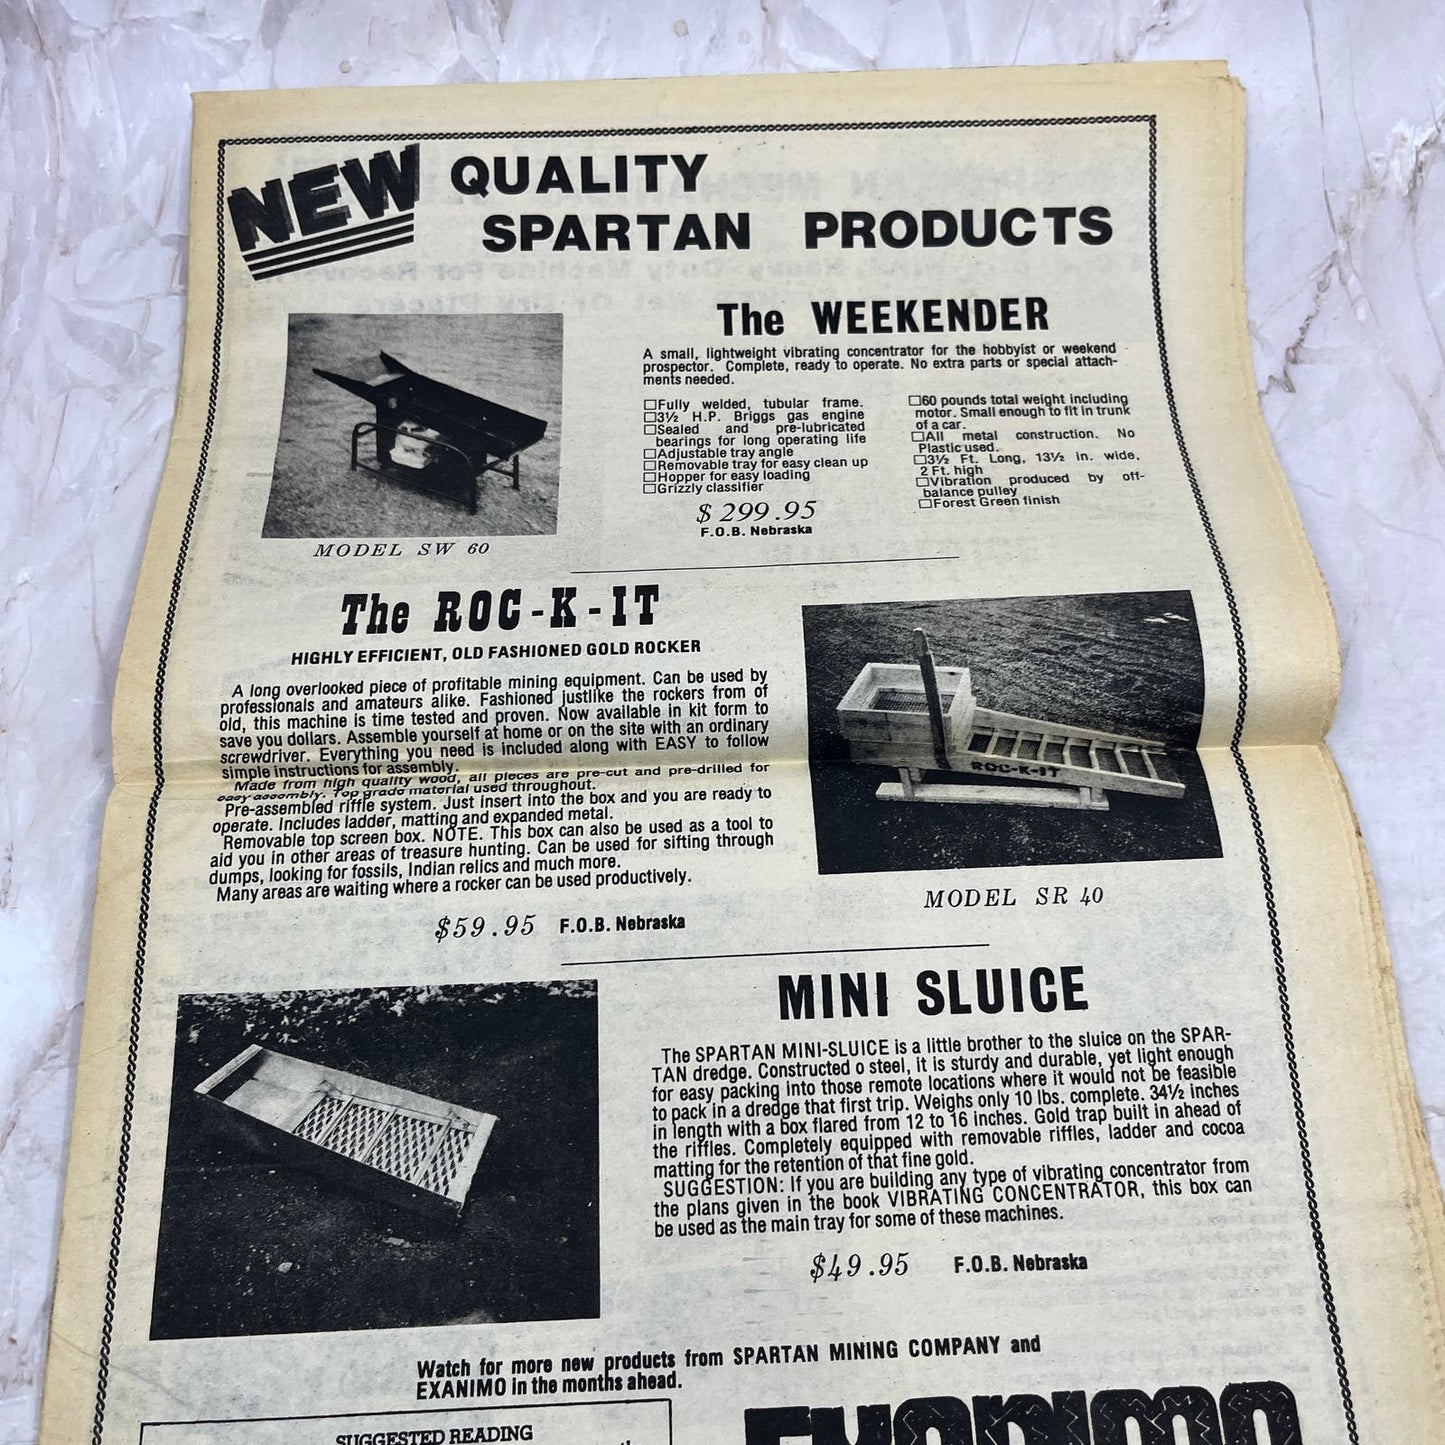 NEW QUALITY
SPARTAN PRODUCTS
The WEEKENDER
A small, lightweight vibrating concentrator for the hobbyist or weekend
prospector. Complete, ready to operate. No extra parts or special attach-
ments needed.
☐Fully welded, tubular frame.
☐3½ H.P. Briggs gas engine
☐Sealed and pre-lubricated
bearings for long operating life
☐Adjustable tray angle
☐Removable tray for easy clean up
☐Hopper for easy loading
☐Grizzly classifier
☐60 pounds total weight including
motor. Small enough to fit in trunk
of a car.
☐All metal construction. No
Plastic used.
☐3½ Ft. Long, 13½ in. wide,
2 Ft. high
☐Vibration produced by off-
balance pulley
☐Forest Green finish
$299.95
F.O.B. Nebraska
MODEL SW 60
The ROC-K-IT
HIGHLY EFFICIENT, OLD FASHIONED GOLD ROCKER
A long overlooked piece of profitable mining equipment. Can be used by
professionals and amateurs alike. Fashioned justlike the rockers from of
old, this machine is time tested and proven. Now available in kit form to
save you dollars. Assemble yourself at home or on the site with an ordinary
screwdriver. Everything you need is included along with EASY to follow
simple instructions for assembly.
Made from high quality wood, all pieces are pre-cut and pre-drilled for
easy assembly. Top grade material used throughout.
Pre-assembled riffle system. Just insert into the box and you are ready to
operate. Includes ladder, matting and expanded metal.
Removable top screen box. NOTE. This box can also be used as a tool to
aid you in other areas of treasure hunting. Can be used for sifting through
dumps, looking for fossils, Indian relics and much more.
Many areas are waiting where a rocker can be used productively.
$59.95 F.O.B. Nebraska
ROC-K-IT
MODEL SR 40
MINI SLUICE
The SPARTAN MINI-SLUICE is a little brother to the sluice on the SPAR-
TAN dredge. Constructed o steel, it is sturdy and durable, yet light enough
for easy packing into those remote locations where it would not be feasible
to pack in a dredge that first trip. Weighs only 10 lbs. complete. 34½ inches
in length with a box flared from 12 to 16 inches. Gold trap built in ahead of
the riffles. Completely equipped with removable riffles, ladder and cocoa
matting for the retention of that fine gold.
SUGGESTION: If you are building any type of vibrating concentrator from
the plans given in the book VIBRATING CONCENTRATOR, this box can
be used as the main tray for some of these machines.
$49.95 F.O.B. Nebraska
Watch for more new products from SPARTAN MINING COMPANY and
EXANIMO in the months ahead.
SUGGESTED READING
EXANIMO